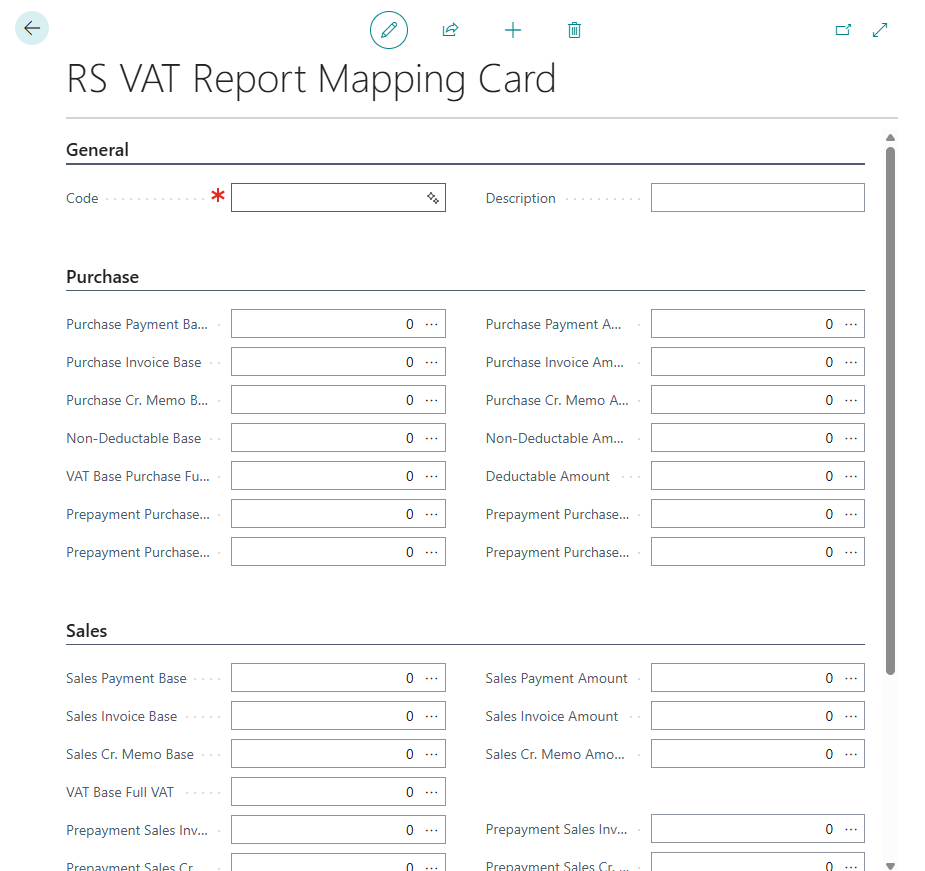 RS VAT Report Mapping Card
General
Code * Description
Purchase
Purchase Payment Ba... 0 ... Purchase Payment A... 0 ...
Purchase Invoice Base 0 ... Purchase Invoice Am... 0 ...
Purchase Cr. Memo B... 0 ... Purchase Cr. Memo A... 0 ...
Non-Deductable Base 0 ... Non-Deductable Am... 0 ...
VAT Base Purchase Fu... 0 ... Deductable Amount 0 ...
Prepayment Purchase... 0 ... Prepayment Purchase... 0 ...
Prepayment Purchase... 0 ... Prepayment Purchase... 0 ...
Sales
Sales Payment Base 0 ... Sales Payment Amount 0 ...
Sales Invoice Base 0 ... Sales Invoice Amount 0 ...
Sales Cr. Memo Base 0 ... Sales Cr. Memo Amo... 0 ...
VAT Base Full VAT 0 ...
Prepayment Sales Inv... 0 ... Prepayment Sales Inv... 0 ...
Prepayment Sales Cr. ... 0 ... Prepayment Sales Cr. ... 0 ...